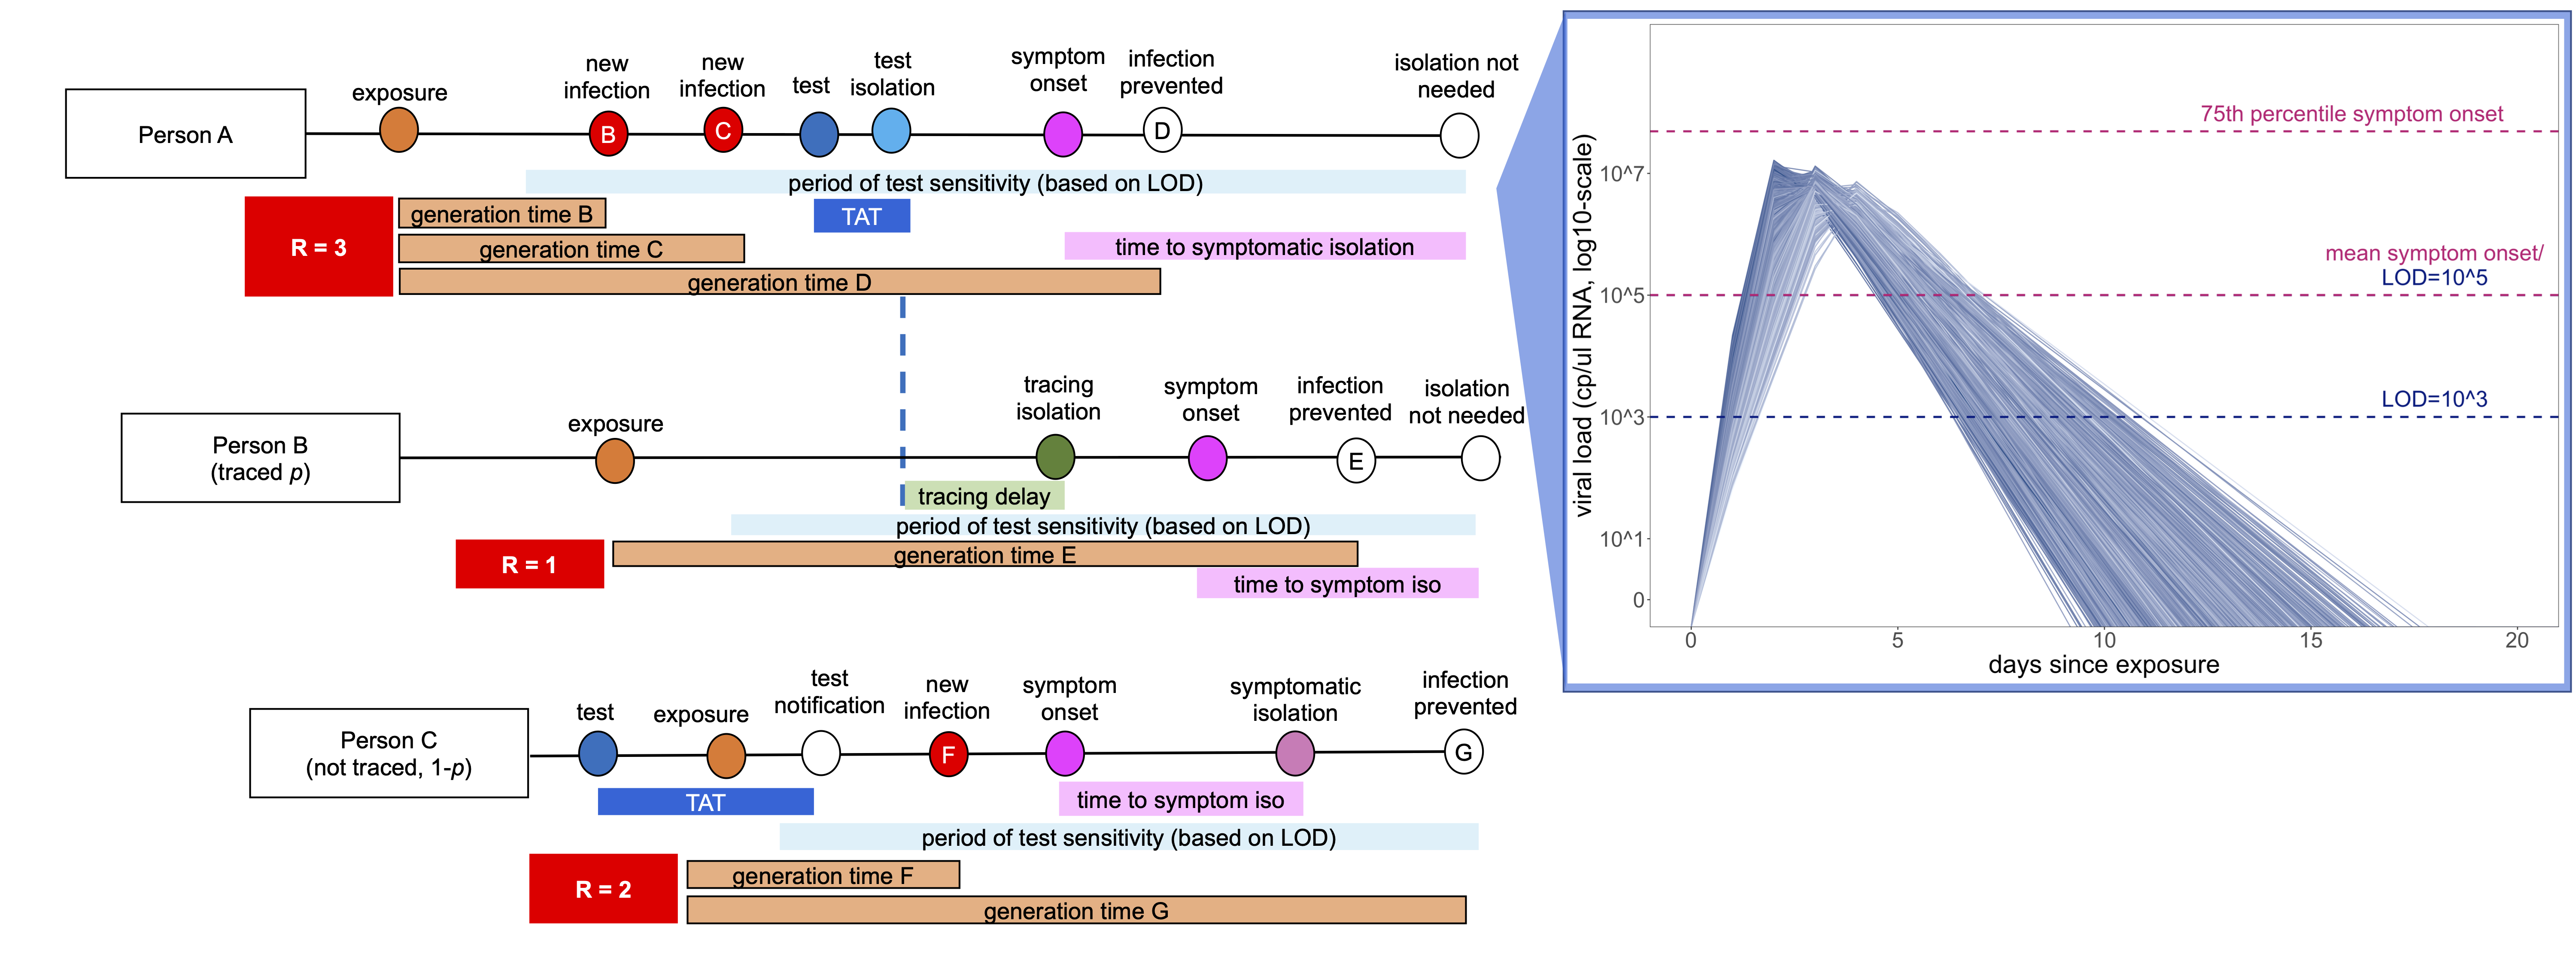 Person A
exposure
new
infection
B
new
infection
C
test
test
isolation
symptom
onset
infection
prevented
D
isolation not
needed
period of test sensitivity (based on LOD)
R = 3
generation time B
TAT
generation time C
time to symptomatic isolation
generation time D
Person B
(traced p)
exposure
tracing
isolation
symptom
onset
infection
prevented
E
isolation
not needed
tracing delay
period of test sensitivity (based on LOD)
R = 1
generation time E
time to symptom iso
Person C
(not traced, 1-p)
test
exposure
test
notification
new
infection
F
symptom
onset
symptomatic
isolation
infection
prevented
G
TAT
time to symptom iso
period of test sensitivity (based on LOD)
R = 2
generation time F
generation time G
viral load (cp/ul RNA, log10-scale)
75th percentile symptom onset
10^7
mean symptom onset/
LOD=10^5
10^5
LOD=10^3
10^3
10^1
0
0
5
10
15
20
days since exposure